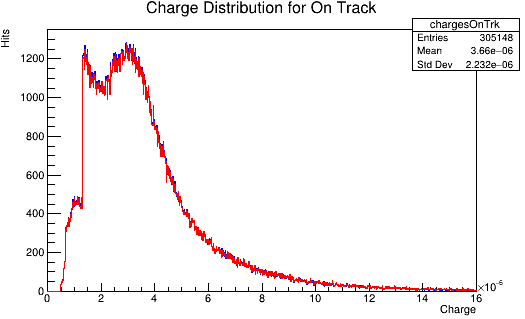 Charge Distribution for On Track
chargesOnTrk
Entries 305148
Mean 3.66e−06
Std Dev 2.232e−06
Hits
1200
1000
800
600
400
200
0
0 2 4 6 8 10 12 14 16
×10⁻⁶
Charge